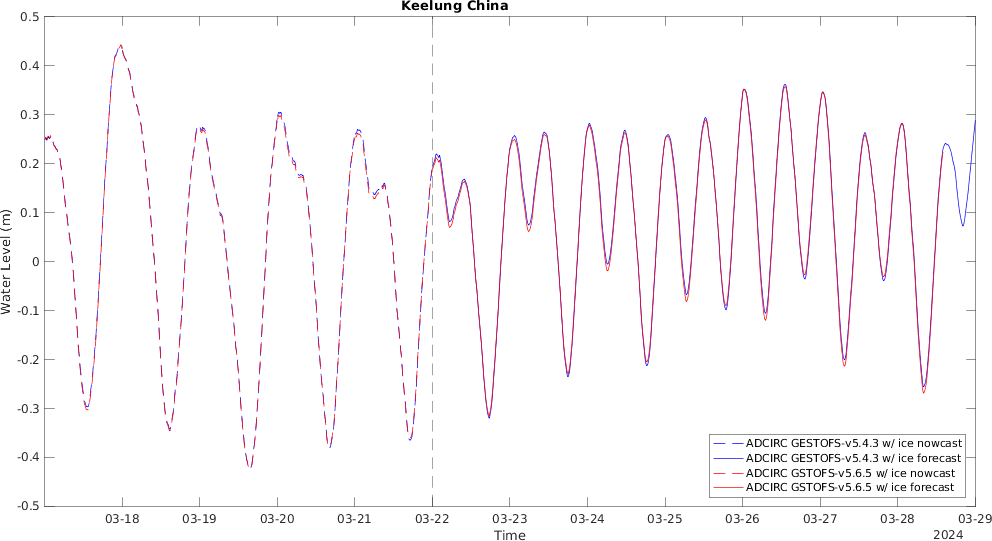 Keelung China
0.5
0.4
0.3
0.2
0.1
0
-0.1
-0.2
-0.3
-0.4
-0.5
Water Level (m)
ADCIRC GESTOFS-v5.4.3 w/ ice nowcast
ADCIRC GESTOFS-v5.4.3 w/ ice forecast
ADCIRC GSTOFS-v5.6.5 w/ ice nowcast
ADCIRC GSTOFS-v5.6.5 w/ ice forecast
03-18 03-19 03-20 03-21 03-22 03-23 03-24 03-25 03-26 03-27 03-28 03-29
Time
2024